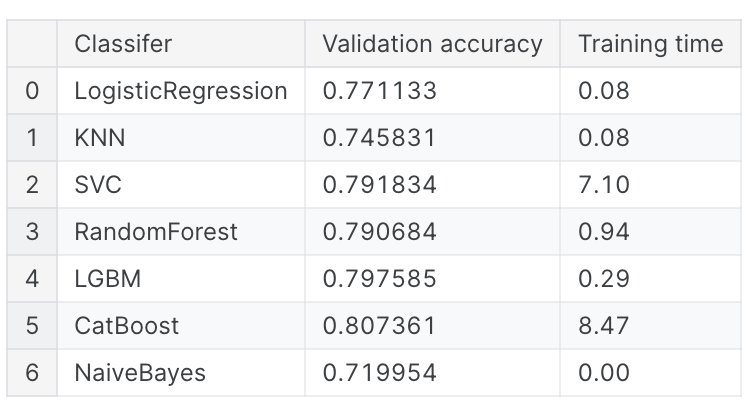 Classifer Validation accuracy Training time
0 LogisticRegression 0.771133 0.08
1 KNN 0.745831 0.08
2 SVC 0.791834 7.10
3 RandomForest 0.790684 0.94
4 LGBM 0.797585 0.29
5 CatBoost 0.807361 8.47
6 NaiveBayes 0.719954 0.00